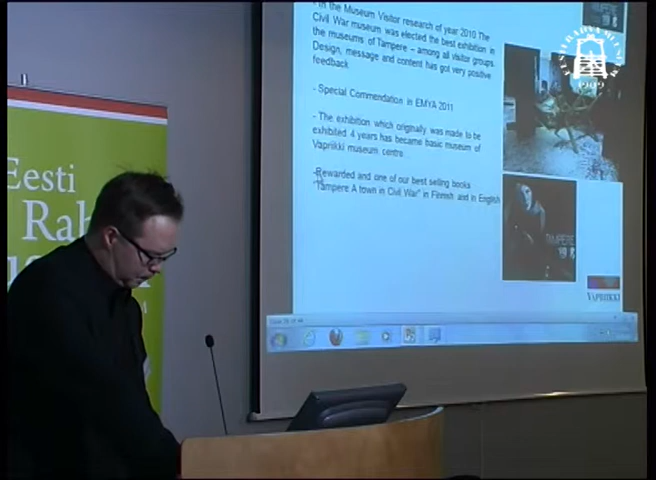 - In the Museum Visitor research of year 2010 The
Civil War museum was elected the best exhibition in
the museums of Tampere – among all visitor groups.
Design, message and content has got very positive
feedback
- Special Commendation in EMYA 2011
- The exhibition which originally was made to be
exhibited 4 years has became basic museum of
Vapriikki museum centre.
-Rewarded and one of our best selling books
"Tampere A town in Civil War" in Finnish and in English
Eesti
Ra
TAMPERE
VAPRIIKKI
1909